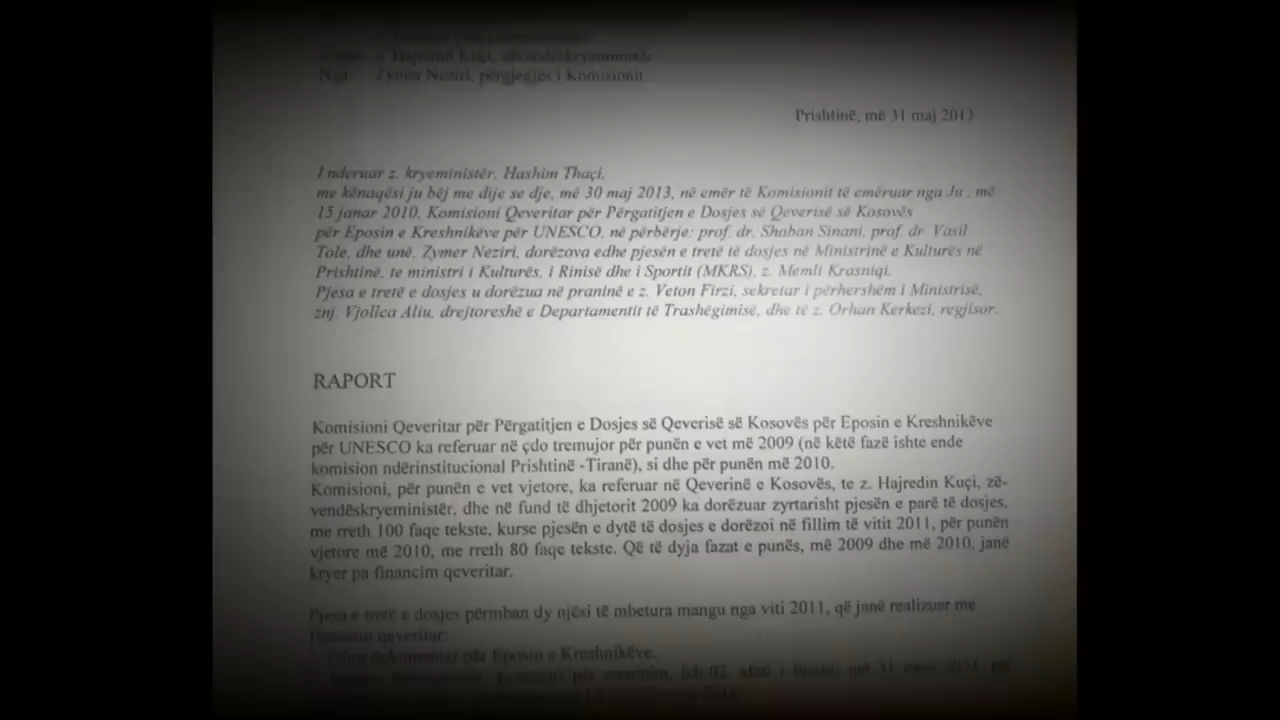 z. Hajredin Kuçi, zëvendëskryeministër
Nga: Zymer Neziri, përgjegjës i Komisionit
Prishtinë, më 31 maj 2013
I nderuar z. kryeministër, Hashim Thaçi,
me kënaqësi ju bëj me dije se dje, më 30 maj 2013, në emër të Komisionit të emëruar nga Ju , më
15 janar 2010, Komisioni Qeveritar për Përgatitjen e Dosjes së Qeverisë së Kosovës
për Eposin e Kreshnikëve për UNESCO, në përbërje: prof. dr. Shaban Sinani, prof. dr. Vasil
Tole, dhe unë, Zymer Neziri, dorëzova edhe pjesën e tretë të dosjes në Ministrinë e Kulturës në
Prishtinë, te ministri i Kulturës, i Rinisë dhe i Sportit (MKRS), z. Memli Krasniqi.
Pjesa e tretë e dosjes u dorëzua në praninë e z. Veton Firzi, sekretar i përhershëm i Ministrisë,
znj. Vjollca Aliu, drejtoreshë e Departamentit të Trashëgimisë, dhe të z. Orhan Kerkezi, regjisor.
RAPORT
Komisioni Qeveritar për Përgatitjen e Dosjes së Qeverisë së Kosovës për Eposin e Kreshnikëve
për UNESCO ka referuar në çdo tremujor për punën e vet më 2009 (në këtë fazë ishte ende
komision ndërinstitucional Prishtinë -Tiranë), si dhe për punën më 2010.
Komisioni, për punën e vet vjetore, ka referuar në Qeverinë e Kosovës, te z. Hajredin Kuçi, zë-
vendëskryeministër, dhe në fund të dhjetorit 2009 ka dorëzuar zyrtarisht pjesën e parë të dosjes,
me rreth 100 faqe tekste, kurse pjesën e dytë të dosjes e dorëzoi në fillim të vitit 2011, për punën
vjetore më 2010, me rreth 80 faqe tekste. Që të dyja fazat e punës, më 2009 dhe më 2010, janë
kryer pa financim qeveritar.
Pjesa e tretë e dosjes përmban dy njësi të mbetura mangu nga viti 2011, që janë realizuar me
financim qeveritar:
Filmi dokumentar për Eposin e Kreshnikëve.